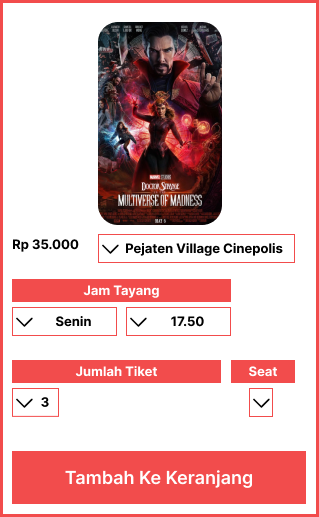 MARVEL STUDIOS
DOCTOR STRANGE
MULTIVERSE OF MADNESS
MAY 6
Rp 35.000
Pejaten Village Cinepolis
Jam Tayang
Senin
17.50
Jumlah Tiket
Seat
3
Tambah Ke Keranjang